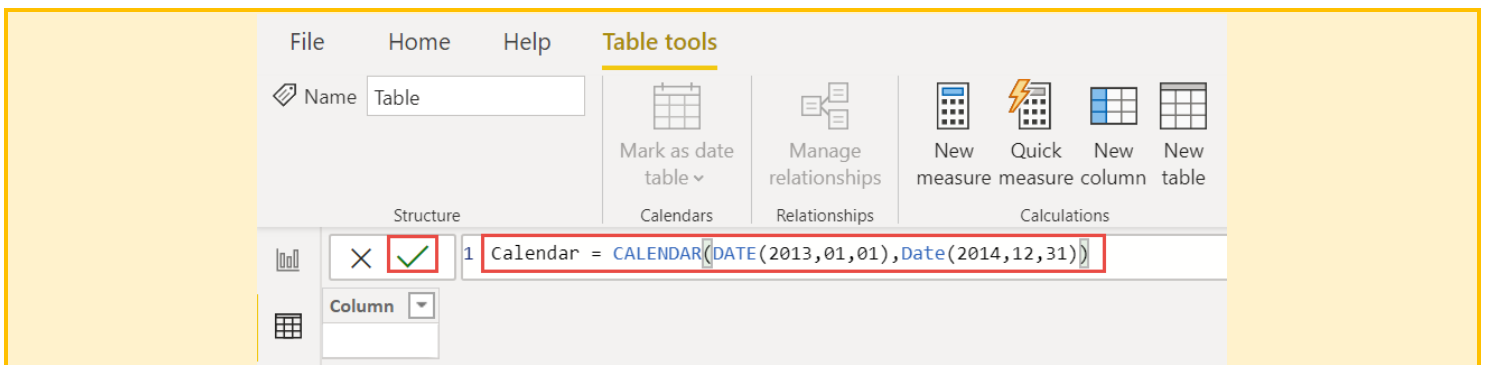 File Home Help Table tools
Name Table
Mark as date table
Manage relationships
New measure
Quick measure
New column
New table
Structure Calendars Relationships Calculations
1 Calendar = CALENDAR(DATE(2013,01,01),Date(2014,12,31))
Column